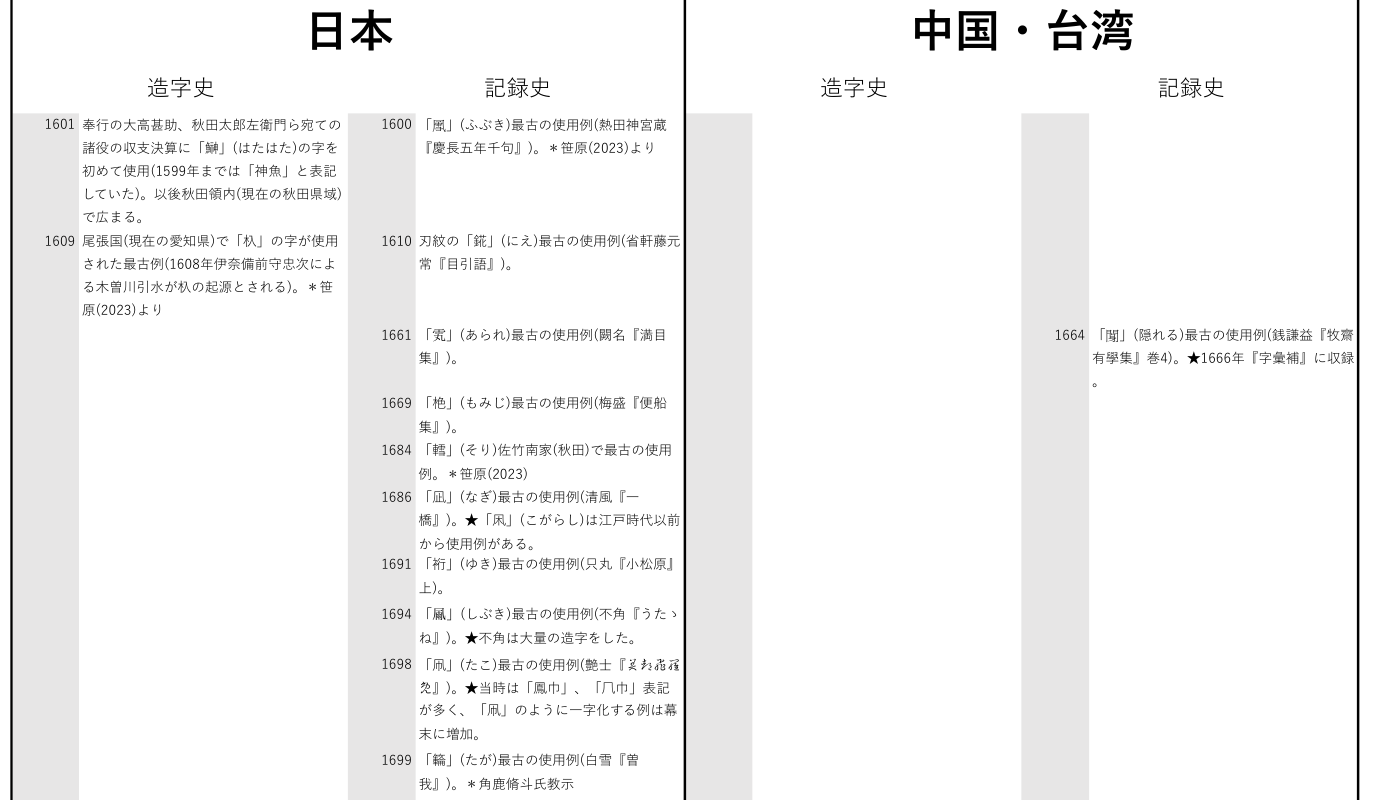 日本
造字史
1601 奉行の大高甚助、秋田太郎左衛門ら宛ての
諸役の収支決算に「鰰」(はたはた)の字を
初めて使用(1599年までは「神魚」と表記
していた)。以後秋田領内(現在の秋田県域)
で広まる。
1609 尾張国(現在の愛知県)で「杁」の字が使用
された最古例(1608年伊奈備前守忠次によ
る木曽川引水が杁の起源とされる)。＊笹
原(2023)より
記録史
1600 「」(ふぶき)最古の使用例(熱田神宮蔵
『慶長五年千句』)。＊笹原(2023)より
1610 刃紋の「錵」(にえ)最古の使用例(省軒藤元
常『目引語』)。
1661 「」(あられ)最古の使用例(闕名『満目
集』)。
1669 「栬」(もみじ)最古の使用例(梅盛『便船
集』)。
1684 「轌」(そり)佐竹南家(秋田)で最古の使用
例。＊笹原(2023)
1686 「凪」(なぎ)最古の使用例(清風『一
橋』)。★「凩」(こがらし)は江戸時代以前
から使用例がある。
1691 「裄」(ゆき)最古の使用例(只丸『小松原』
上)。
1694 「」(しぶき)最古の使用例(不角『うたゝ
ね』)。★不角は大量の造字をした。
1698 「凧」(たこ)最古の使用例(艶士『
』)。★当時は「鳳巾」、「几巾」表記
が多く、「凧」のように一字化する例は幕
末に増加。
1699 「」(たが)最古の使用例(白雪『曽
我』)。＊角鹿脩斗氏教示
中国・台湾
造字史
記録史
1664 「」(隠れる)最古の使用例(銭謙益『牧齋
有學集』巻4)。★1666年『字彙補』に収録
。